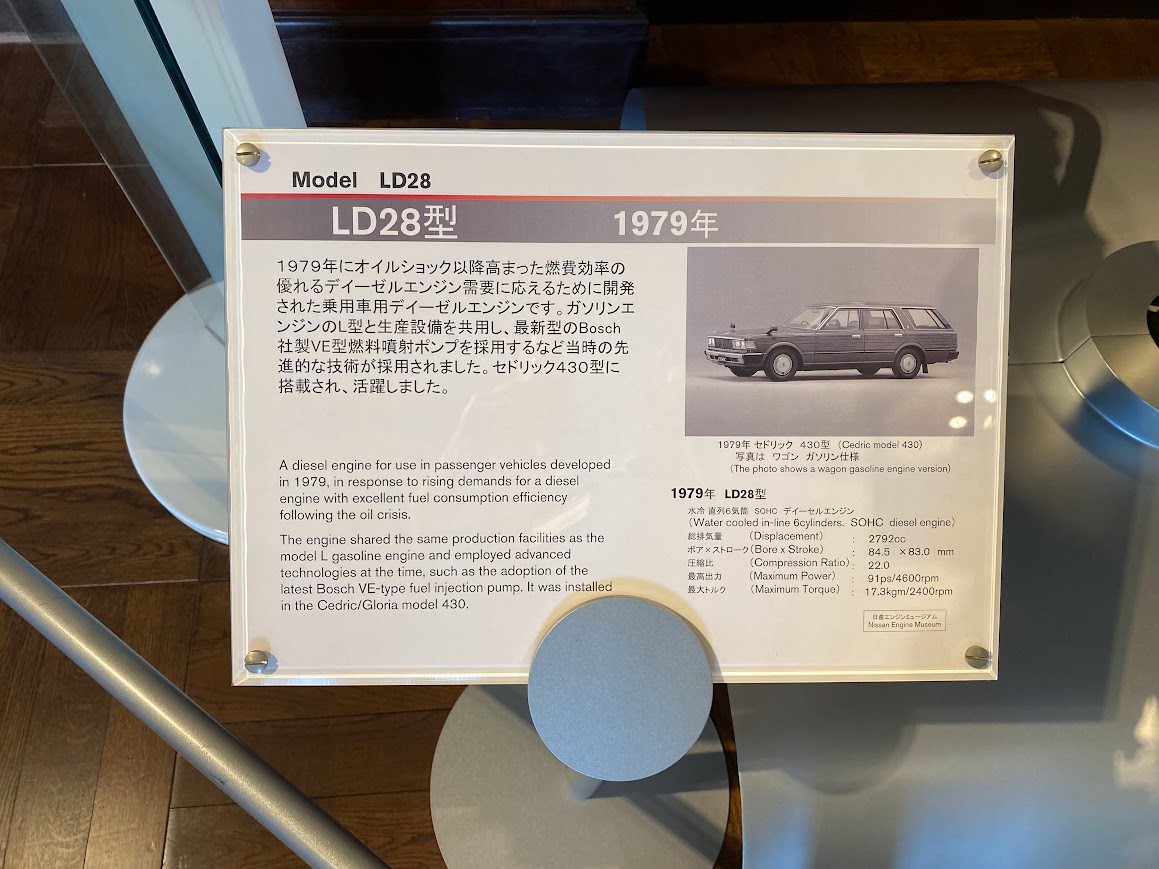 Model LD28
LD28型 1979年
1979年にオイルショック以降高まった燃費効率の
優れるデイーゼルエンジン需要に応えるために開発
された乗用車用デイーゼルエンジンです。ガソリンエ
ンジンのL型と生産設備を共用し、最新型のBosch
社製VE型燃料噴射ポンプを採用するなど当時の先
進的な技術が採用されました。セドリック430型に
搭載され、活躍しました。
A diesel engine for use in passenger vehicles developed
in 1979, in response to rising demands for a diesel
engine with excellent fuel consumption efficiency
following the oil crisis.
The engine shared the same production facilities as the
model L gasoline engine and employed advanced
technologies at the time, such as the adoption of the
latest Bosch VE-type fuel injection pump. It was installed
in the Cedric/Gloria model 430.
1979年 セドリック 430型 (Cedric model 430)
写真は ワゴン ガソリン仕様
(The photo shows a wagon gasoline engine version)
1979年 LD28型
水冷 直列6気筒 SOHC デイーセルエンジン
(Water cooled in-line 6cylinders. SOHC diesel engine)
総排気量 (Displacement) : 2792cc
ボア×ストローク(Bore x Stroke) : 84.5 ×83.0 mm
圧縮比 (Compression Ratio) : 22.0
最高出力 (Maximum Power) : 91ps/4600rpm
最大トルク (Maximum Torque) : 17.3kgm/2400rpm
日産エンジンミュージアム
Nissan Engine Museum